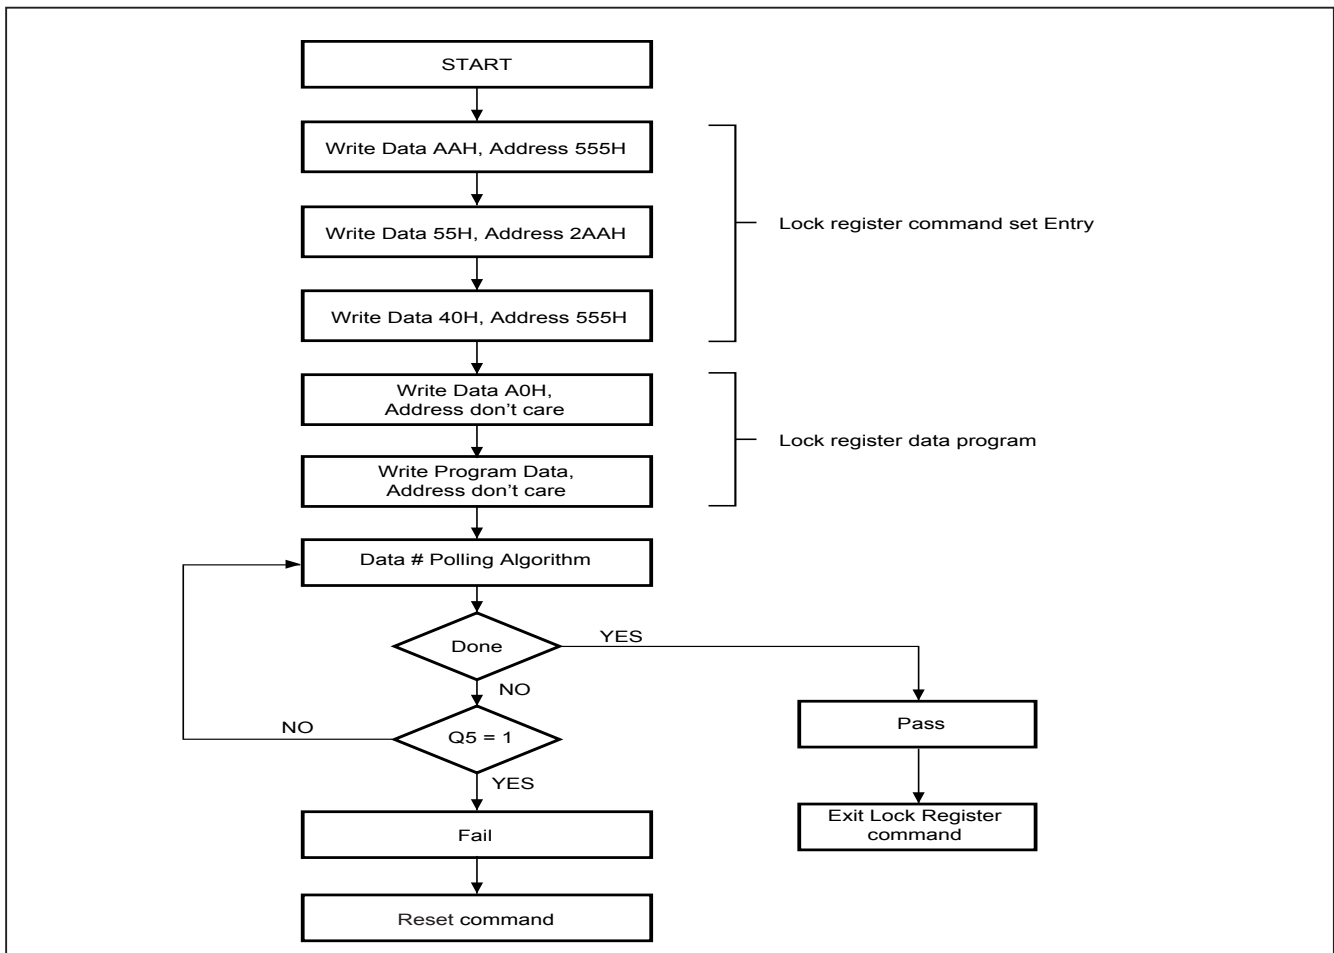 START
Write Data AAH, Address 555H
Write Data 55H, Address 2AAH
Lock register command set Entry
Write Data 40H, Address 555H
Write Data A0H,
Address don't care
Lock register data program
Write Program Data,
Address don't care
Data # Polling Algorithm
Done
YES
NO
Q5 = 1
NO
YES
Pass
Fail
Exit Lock Register
command
Reset command